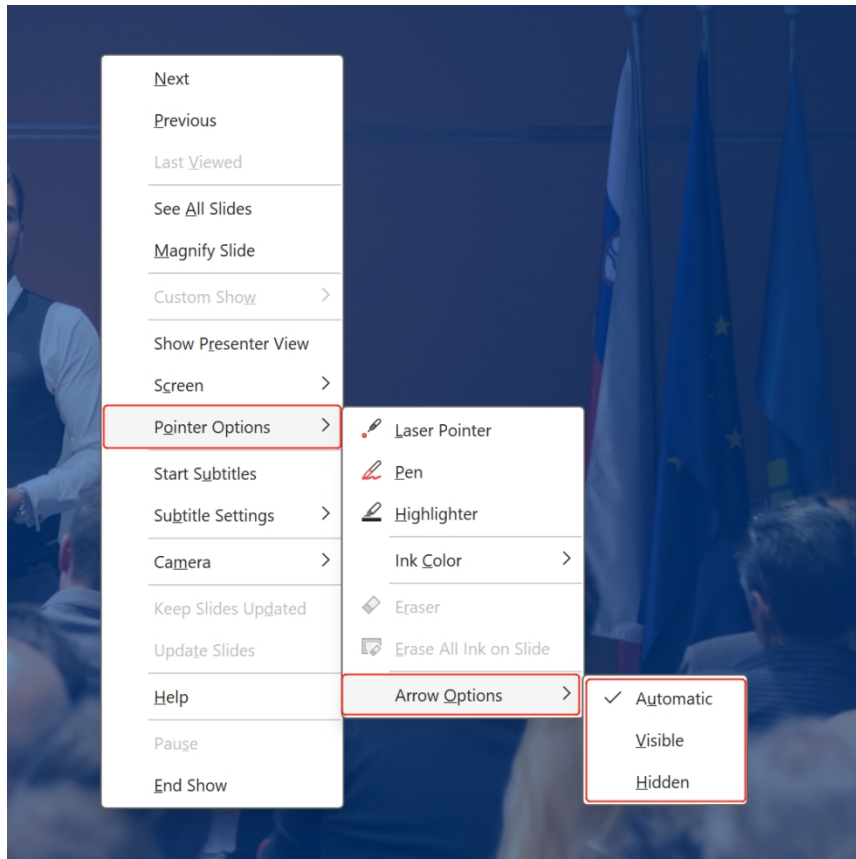 Next
Previous
Last Viewed
See All Slides
Magnify Slide
Custom Show
Show Presenter View
Screen
Pointer Options
Start Subtitles
Subtitle Settings
Camera
Keep Slides Updated
Update Slides
Help
Pause
End Show
Laser Pointer
Pen
Highlighter
Ink Color
Eraser
Erase All Ink on Slide
Arrow Options
Automatic
Visible
Hidden